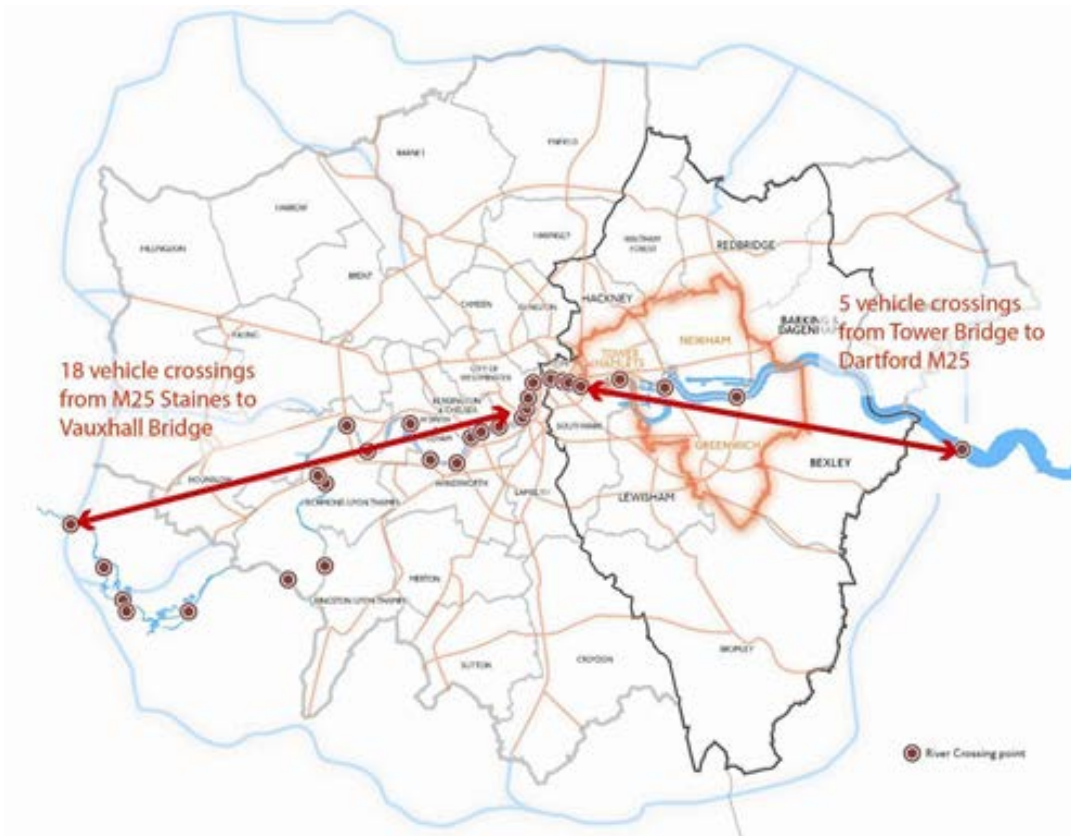 ENFIELD
BARNET
HARROW
HARINGEY
WALTHAM
FOREST
REDBRIDGE
HILLINGDON
BRENT
CAMDEN
ISLINGTON
HACKNEY
5 vehicle crossings
from Tower Bridge to
Dartford M25
BARKING &
DAGENHAM
EALING
TOWER
HAMLETS
NEWHAM
18 vehicle crossings
from M25 Staines to
Vauxhall Bridge
CITY OF
WESTMINSTER
KENSINGTON
& CHELSEA
SOUTHWARK
GREENWICH
BEXLEY
HOUNSLOW
WANDSWORTH
LAMBETH
LEWISHAM
RICHMOND UPON THAMES
MERTON
KINGSTON UPON THAMES
SUTTON
CROYDON
BROMLEY
River Crossing point